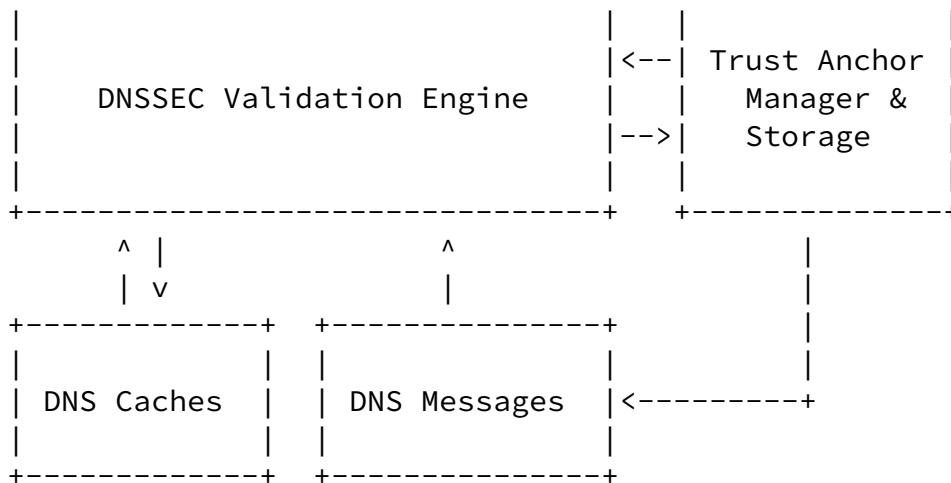 |                                |   |              |
|                                |<--| Trust Anchor |
|    DNSSEC Validation Engine    |   |   Manager &  |
|                                |-->|   Storage    |
|                                |   |              |
+--------------------------------+   +--------------+
      ^ |               ^                   |
      | v               |                   |
+-------------+  +---------------+          |
|             |  |               |          |
| DNS Caches  |  | DNS Messages  |<---------+
|             |  |               |
+-------------+  +---------------+